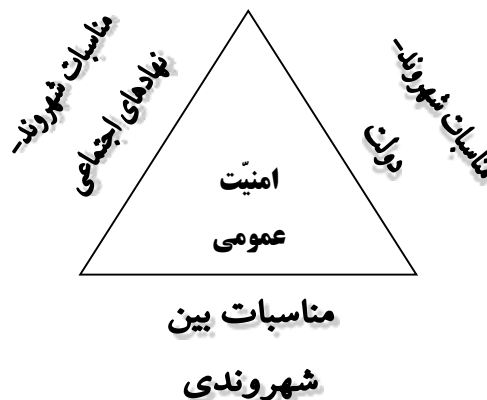 مناسبات شهروند-
دولت
مناسبات شهروند-
نهادهای اجتماعی
امنیّت
عمومی
مناسبات بین
شهروندی